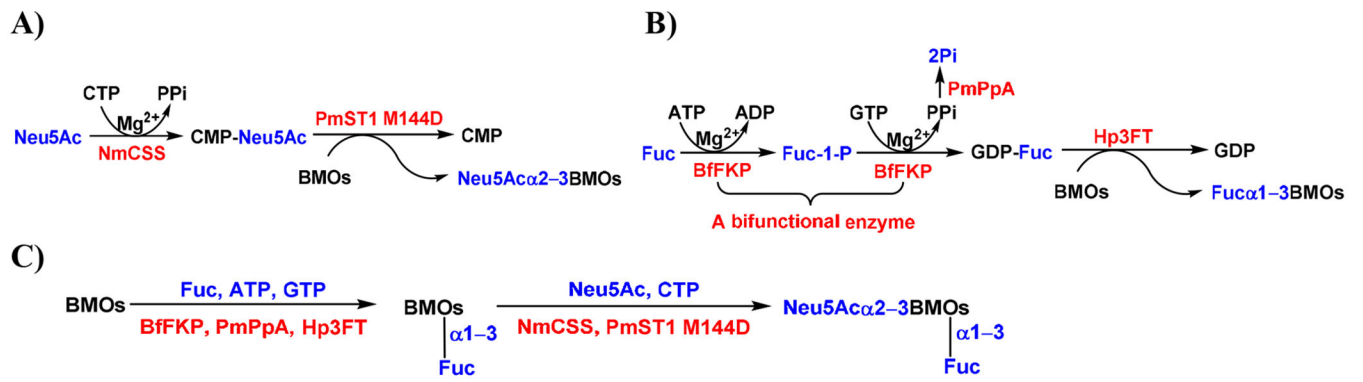 A)
CTP PPi
Mg2+
Neu5Ac CMP-Neu5Ac PmST1 M144D CMP
NmCSS
BMOs
Neu5Acα2–3BMOs
B)
2Pi
PmPpA
ATP ADP GTP PPi
Mg2+ Mg2+
Fuc Fuc-1-P GDP-Fuc Hp3FT GDP
BfFKP BfFKP
BMOs
Fucα1–3BMOs
A bifunctional enzyme
C)
Fuc, ATP, GTP Neu5Ac, CTP
BMOs BMOs Neu5Acα2–3BMOs
BfFKP, PmPpA, Hp3FT NmCSS, PmST1 M144D
α1–3 α1–3
Fuc Fuc